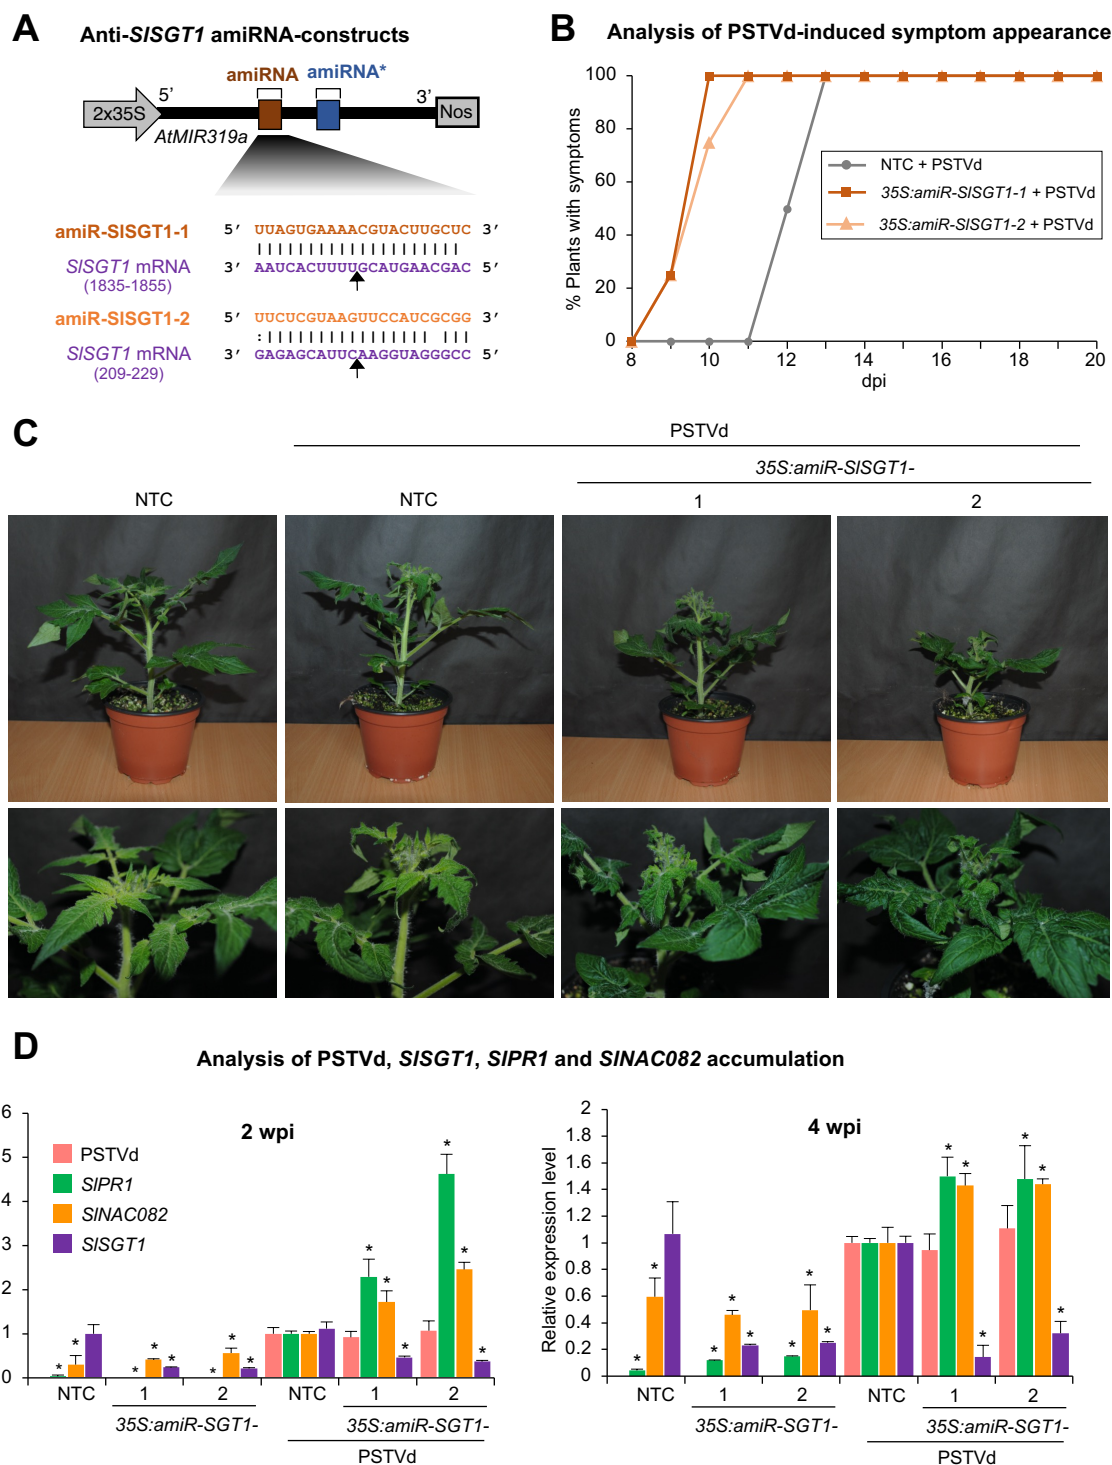 A
Anti-SlSGT1 amiRNA-constructs
amiRNA amiRNA*
5′ 3′
2x35S Nos
AtMIR319a
amiR-SlSGT1-1 5′ UUAGUGAAAACGUACUUGCUC 3′
SlSGT1 mRNA 3′ AAUCACUUUUGCAUGAACGAC 5′
(1835-1855)
amiR-SlSGT1-2 5′ UUCUCGUAAGUUCCAUCGCGG 3′
SlSGT1 mRNA 3′ GAGAGCAUUCAAGGUAGGGCC 5′
(209-229)
B
Analysis of PSTVd-induced symptom appearance
% Plants with symptoms
100
80
60
40
20
0
8 10 12 14 16 18 20
dpi
NTC + PSTVd
35S:amiR-SlSGT1-1 + PSTVd
35S:amiR-SlSGT1-2 + PSTVd
C
PSTVd
35S:amiR-SlSGT1-
NTC NTC 1 2
D
Analysis of PSTVd, SlSGT1, SlPR1 and SlNAC082 accumulation
2 wpi
6
5
4
3
2
1
0
PSTVd
SlPR1
SlNAC082
SlSGT1
* * * * * * * * * * * * * *
NTC 1 2 NTC 1 2
35S:amiR-SGT1- 35S:amiR-SGT1-
PSTVd
4 wpi
Relative expression level
2
1.8
1.6
1.4
1.2
1
0.8
0.6
0.4
0.2
0
* * * * * * * * * * * * * *
NTC 1 2 NTC 1 2
35S:amiR-SGT1- 35S:amiR-SGT1-
PSTVd